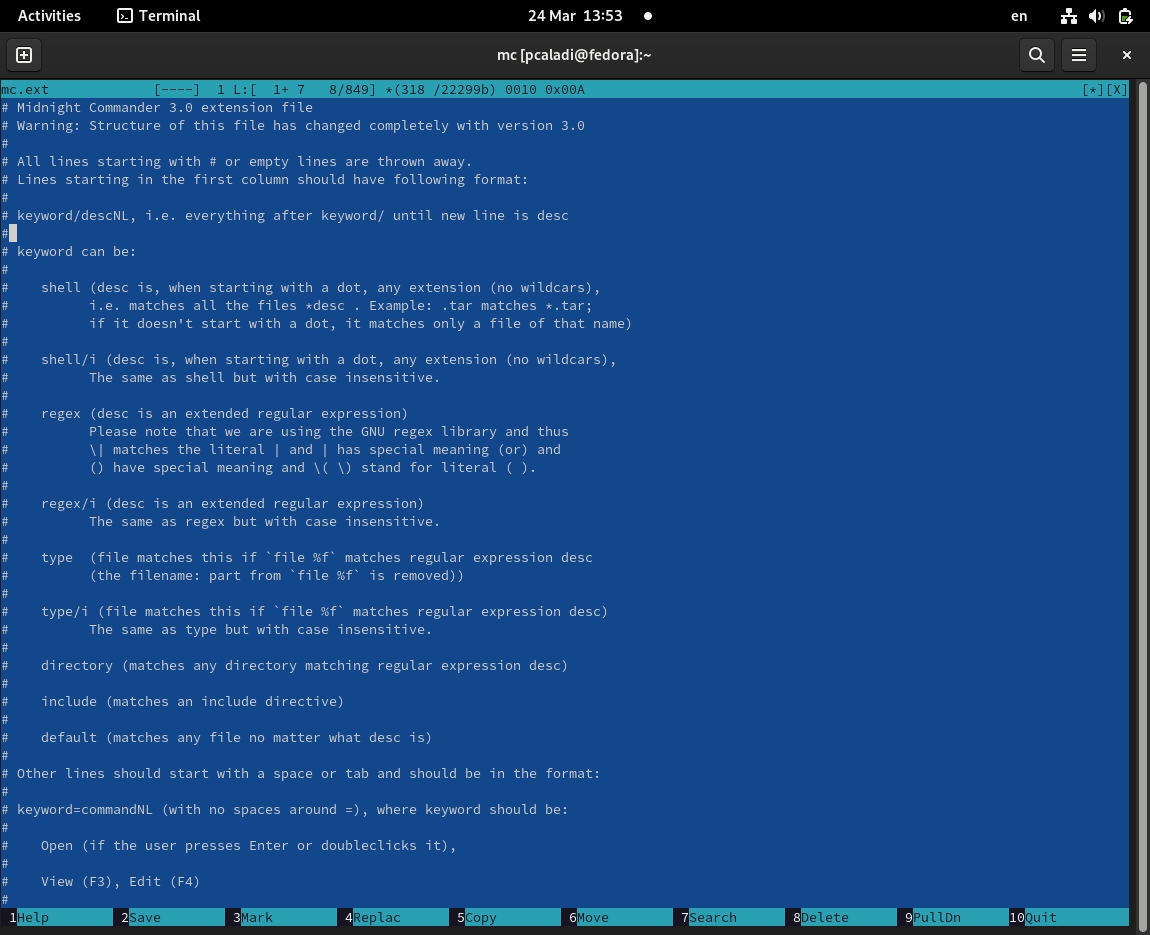 Activities Terminal 24 Mar 13:53 en
mc [pcaladi@fedora]:~
mc.ext [----] 1 L:[ 1+ 7 8/849] *(318 /22299b) 0010 0x00A [*][X]
# Midnight Commander 3.0 extension file
# Warning: Structure of this file has changed completely with version 3.0
#
# All lines starting with # or empty lines are thrown away.
# Lines starting in the first column should have following format:
#
# keyword/descNL, i.e. everything after keyword/ until new line is desc
#
# keyword can be:
#
#    shell (desc is, when starting with a dot, any extension (no wildcars),
#          i.e. matches all the files *desc . Example: .tar matches *.tar;
#          if it doesn't start with a dot, it matches only a file of that name)
#
#    shell/i (desc is, when starting with a dot, any extension (no wildcars),
#          The same as shell but with case insensitive.
#
#    regex (desc is an extended regular expression)
#          Please note that we are using the GNU regex library and thus
#          \| matches the literal | and | has special meaning (or) and
#          () have special meaning and \( \) stand for literal ( ).
#
#    regex/i (desc is an extended regular expression)
#          The same as regex but with case insensitive.
#
#    type  (file matches this if `file %f` matches regular expression desc
#          (the filename: part from `file %f` is removed))
#
#    type/i (file matches this if `file %f` matches regular expression desc)
#          The same as type but with case insensitive.
#
#    directory (matches any directory matching regular expression desc)
#
#    include (matches an include directive)
#
#    default (matches any file no matter what desc is)
#
# Other lines should start with a space or tab and should be in the format:
#
# keyword=commandNL (with no spaces around =), where keyword should be:
#
#    Open (if the user presses Enter or doubleclicks it),
#
#    View (F3), Edit (F4)
#
1Help 2Save 3Mark 4Replac 5Copy 6Move 7Search 8Delete 9PullDn 10Quit